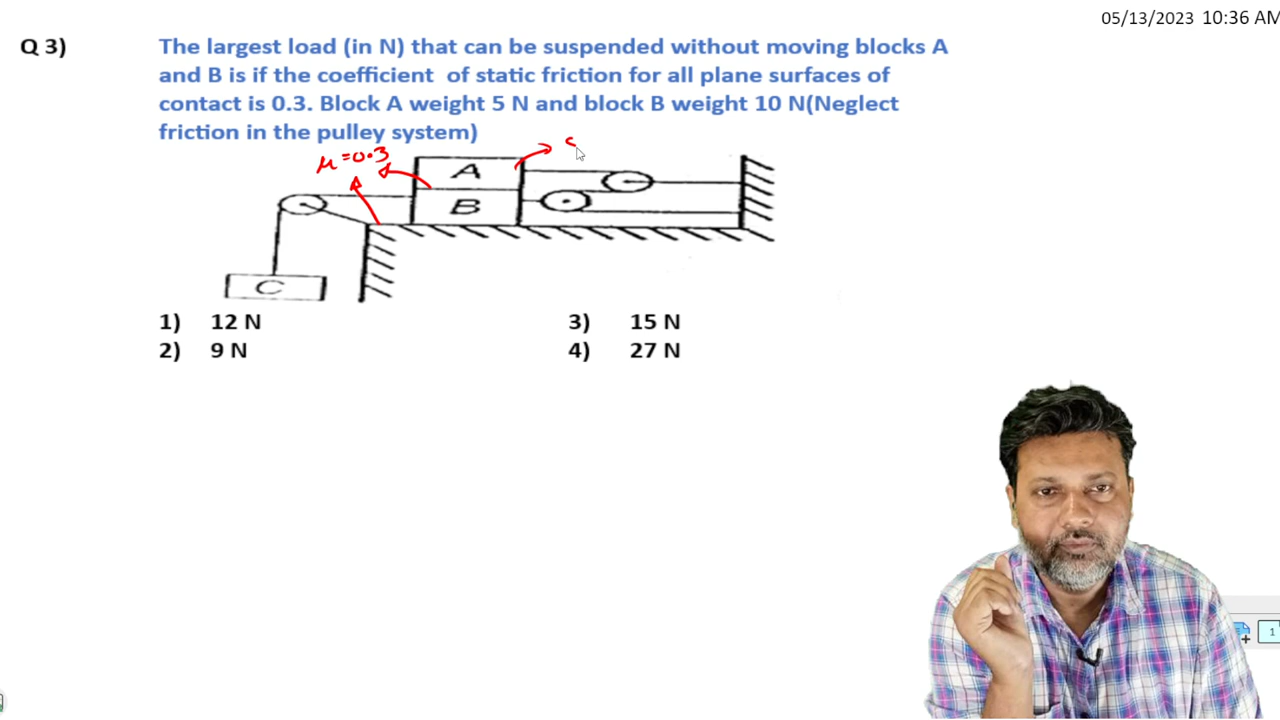 05/13/2023 10:36 AM
Q 3)
The largest load (in N) that can be suspended without moving blocks A
and B is if the coefficient of static friction for all plane surfaces of
contact is 0.3. Block A weight 5 N and block B weight 10 N(Neglect
friction in the pulley system)
μ=0.3
A
B
C
1) 12 N 3) 15 N
2) 9 N 4) 27 N
1